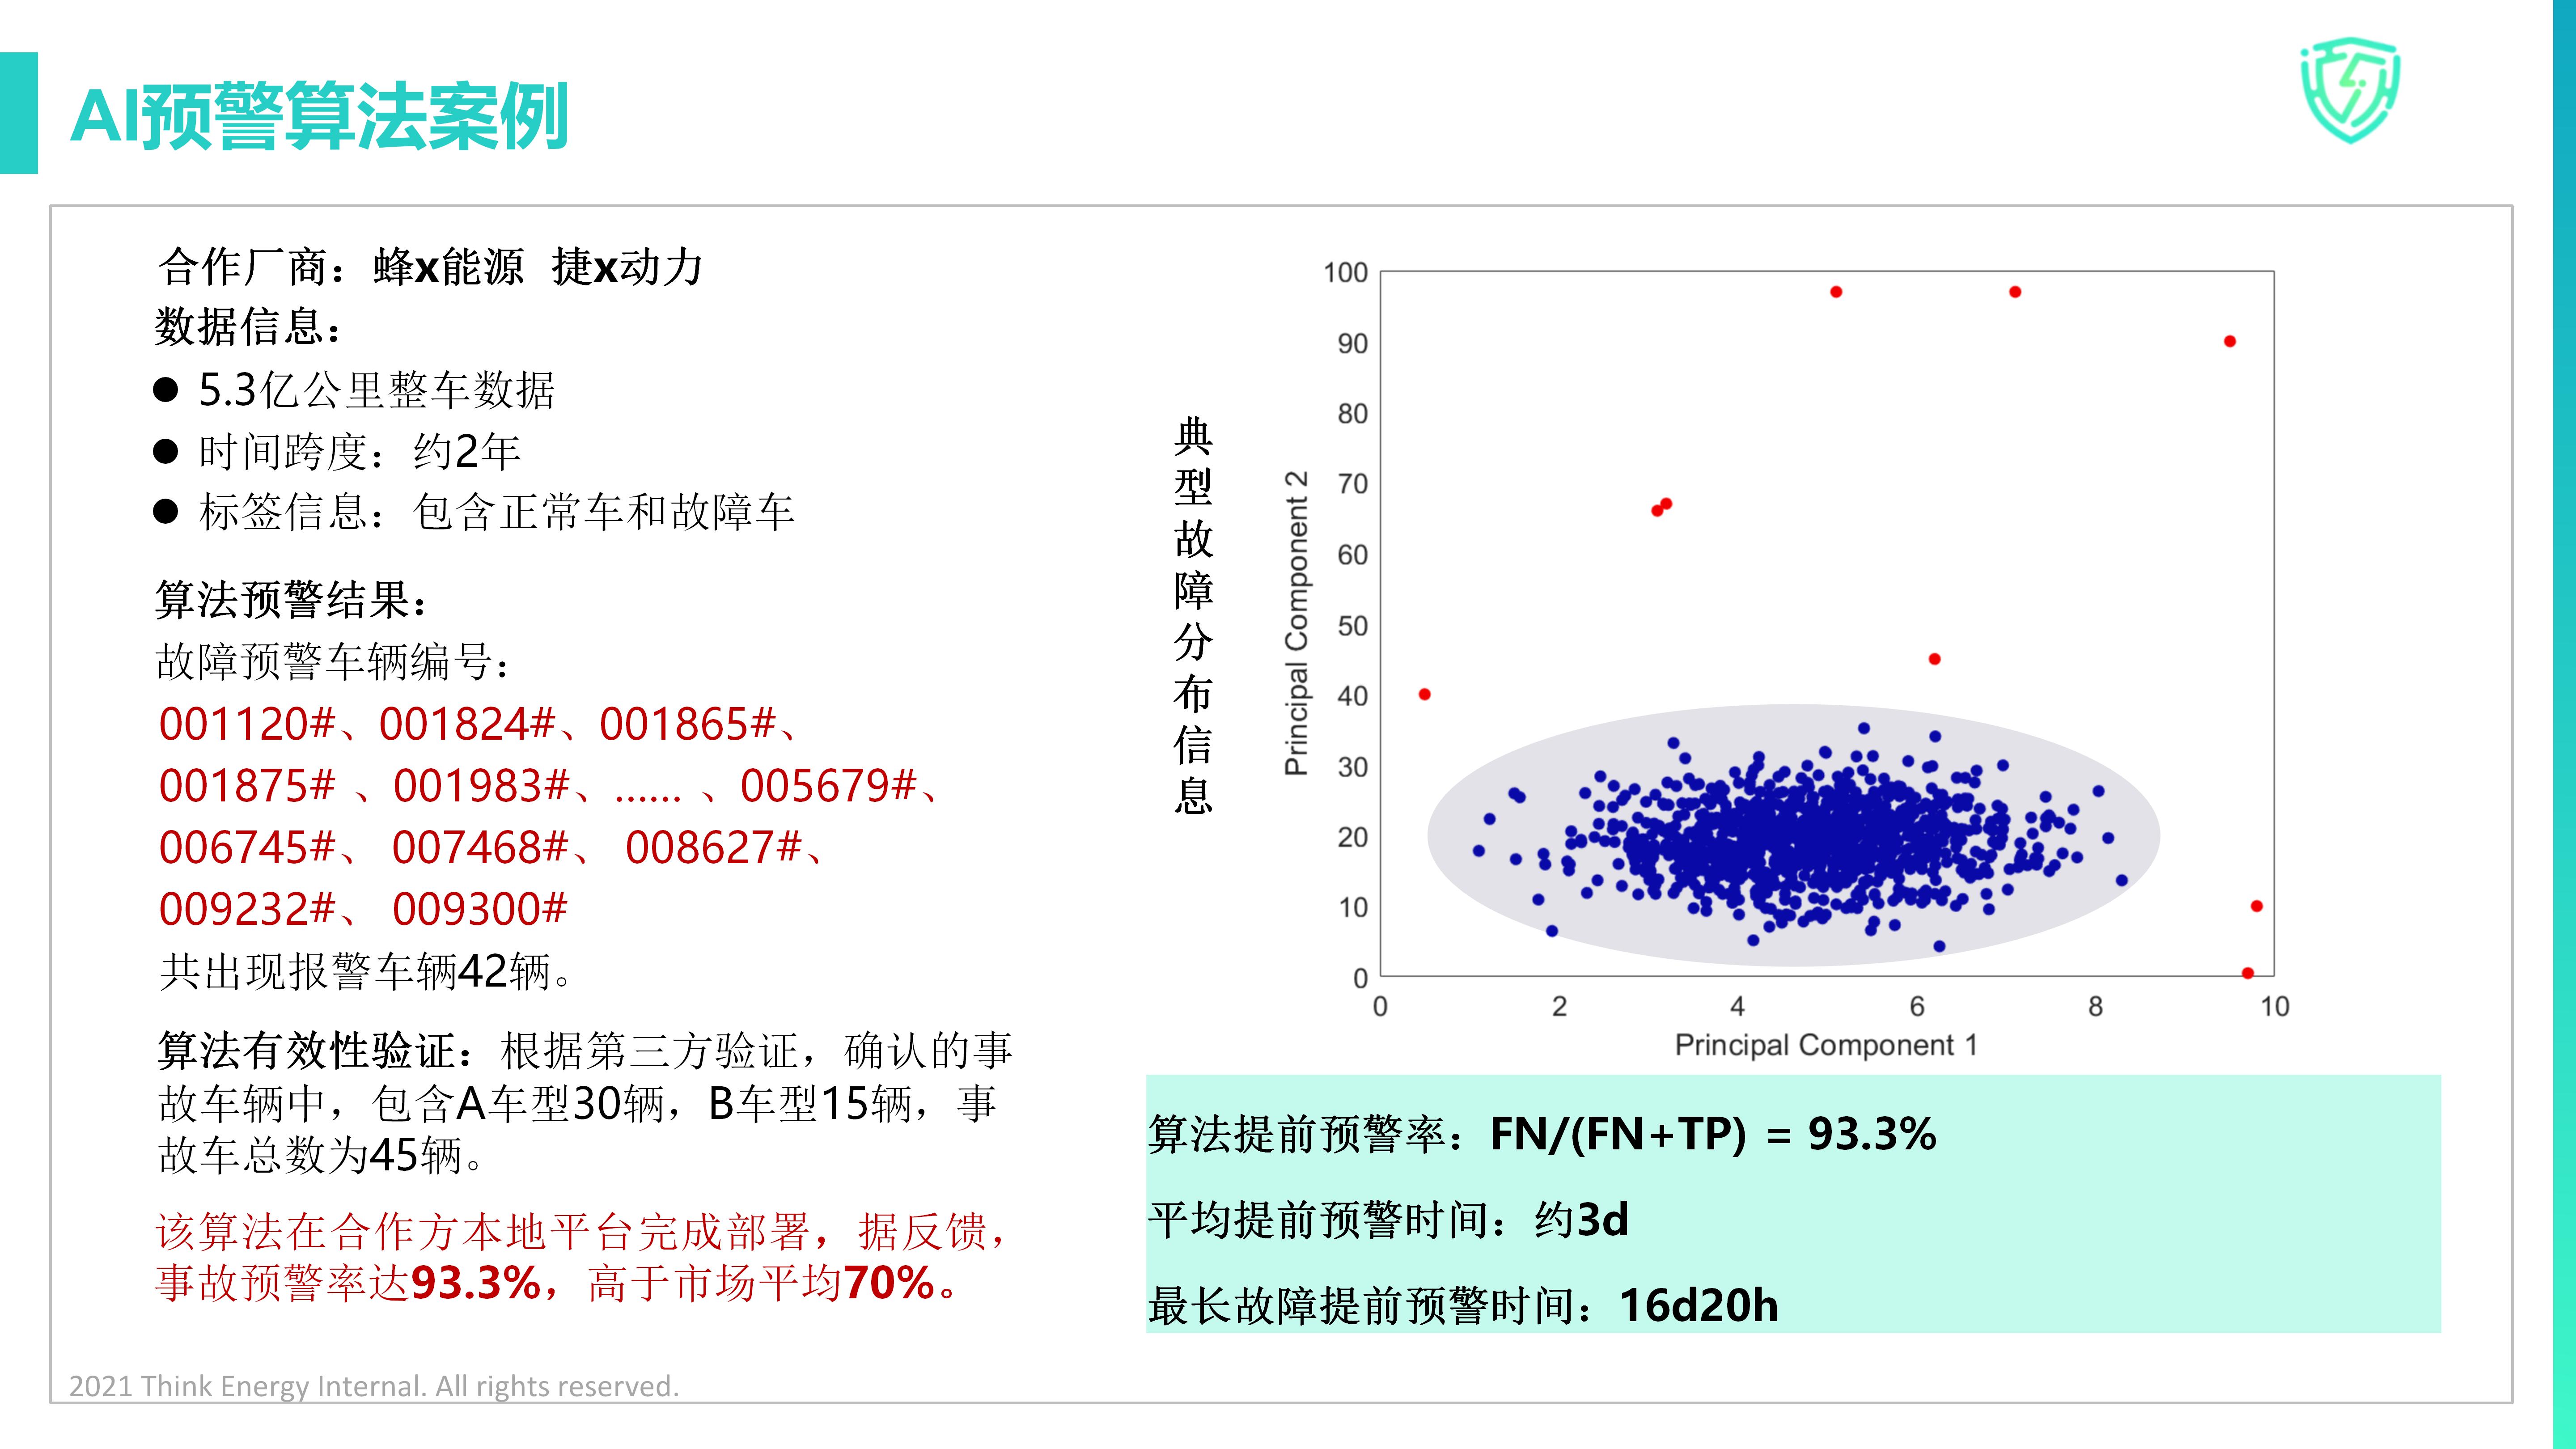 AI预警算法案例
合作厂商：蜂x能源 捷x动力
数据信息：
● 5.3亿公里整车数据
● 时间跨度：约2年
● 标签信息：包含正常车和故障车
算法预警结果：
故障预警车辆编号：
001120#、001824#、001865#、
001875# 、001983#、…… 、005679#、
006745#、 007468#、 008627#、
009232#、 009300#
共出现报警车辆42辆。
算法有效性验证：根据第三方验证，确认的事
故车辆中，包含A车型30辆，B车型15辆，事
故车总数为45辆。
该算法在合作方本地平台完成部署，据反馈，
事故预警率达93.3%，高于市场平均70%。
典型故障分布信息
Principal Component 2
100
90
80
70
60
50
40
30
20
10
0
0 2 4 6 8 10
Principal Component 1
算法提前预警率：FN/(FN+TP) = 93.3%
平均提前预警时间：约3d
最长故障提前预警时间：16d20h
2021 Think Energy Internal. All rights reserved.